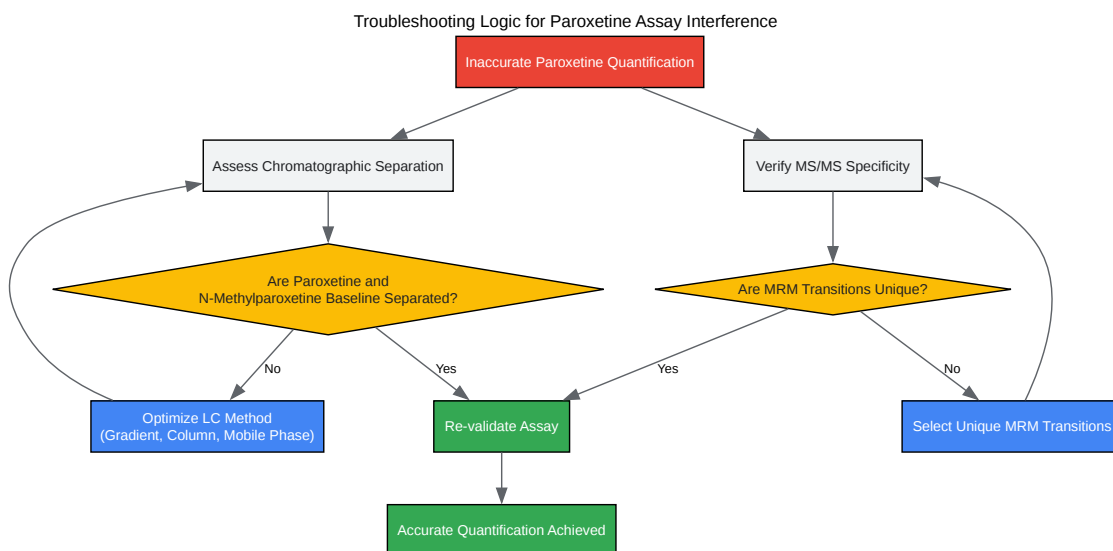 Troubleshooting Logic for Paroxetine Assay Interference
Inaccurate Paroxetine Quantification
Assess Chromatographic Separation
Verify MS/MS Specificity
Are Paroxetine and
N-Methylparoxetine Baseline Separated?
Are MRM Transitions Unique?
No
Yes
Yes
No
Optimize LC Method
(Gradient, Column, Mobile Phase)
Re-validate Assay
Select Unique MRM Transitions
Accurate Quantification Achieved